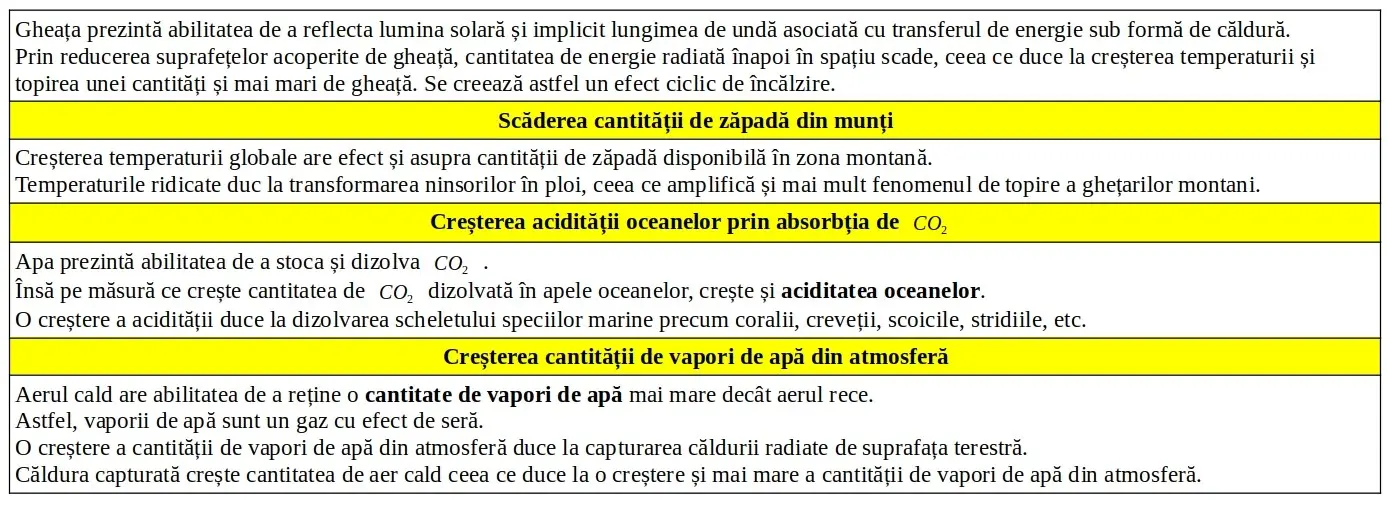 Gheața prezintă abilitatea de a reflecta lumina solară și implicit lungimea de undă asociată cu transferul de energie sub formă de căldură.
Prin reducerea suprafețelor acoperite de gheață, cantitatea de energie radiată înapoi în spațiu scade, ceea ce duce la creșterea temperaturii și
topirea unei cantități și mai mari de gheață. Se creează astfel un efect ciclic de încălzire.
Scăderea cantității de zăpadă din munți
Creșterea temperaturii globale are efect și asupra cantității de zăpadă disponibilă în zona montană.
Temperaturile ridicate duc la transformarea ninsorilor în ploi, ceea ce amplifică și mai mult fenomenul de topire a ghețarilor montani.
Creșterea acidității oceanelor prin absorbția de CO₂
Apa prezintă abilitatea de a stoca și dizolva CO₂ .
Însă pe măsură ce crește cantitatea de CO₂ dizolvată în apele oceanelor, crește și aciditatea oceanelor.
O creștere a acidității duce la dizolvarea scheletului speciilor marine precum coralii, creveții, scoicile, stridiile, etc.
Creșterea cantității de vapori de apă din atmosferă
Aerul cald are abilitatea de a reține o cantitate de vapori de apă mai mare decât aerul rece.
Astfel, vaporii de apă sunt un gaz cu efect de seră.
O creștere a cantității de vapori de apă din atmosferă duce la capturarea căldurii radiate de suprafața terestră.
Căldura capturată crește cantitatea de aer cald ceea ce duce la o creștere și mai mare a cantității de vapori de apă din atmosferă.